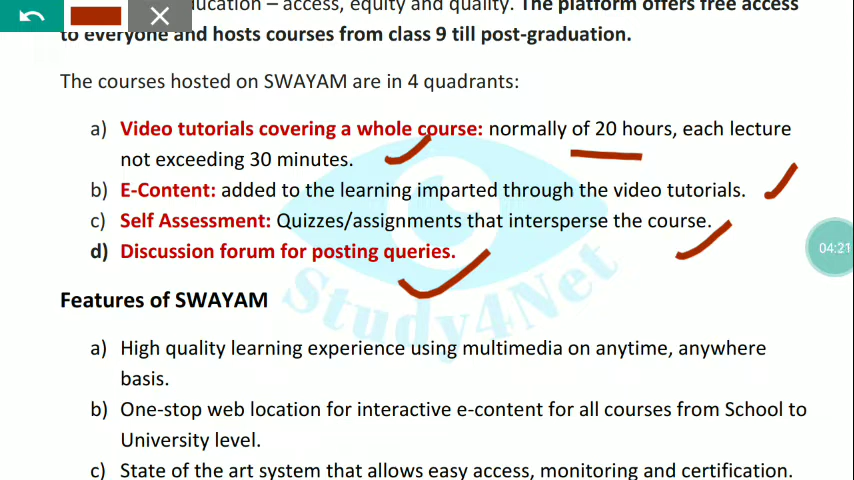 ucation – access, equity and quality. The platform offers free access
to everyone and hosts courses from class 9 till post-graduation.
The courses hosted on SWAYAM are in 4 quadrants:
a) Video tutorials covering a whole course: normally of 20 hours, each lecture
not exceeding 30 minutes.
b) E-Content: added to the learning imparted through the video tutorials.
c) Self Assessment: Quizzes/assignments that intersperse the course.
d) Discussion forum for posting queries.
04:21
Study4Net
Features of SWAYAM
a) High quality learning experience using multimedia on anytime, anywhere
basis.
b) One-stop web location for interactive e-content for all courses from School to
University level.
c) State of the art system that allows easy access, monitoring and certification.